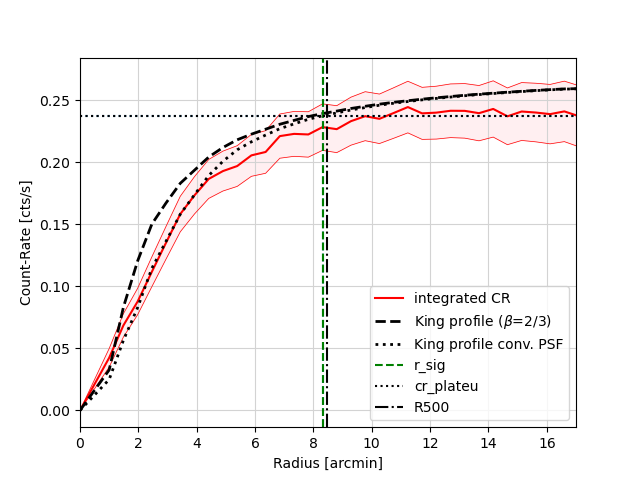 0.25
0.20
0.15
0.10
0.05
0.00
Count-Rate [cts/s]
0 2 4 6 8 10 12 14 16
Radius [arcmin]
integrated CR
King profile (β=2/3)
King profile conv. PSF
r_sig
cr_plateu
R500